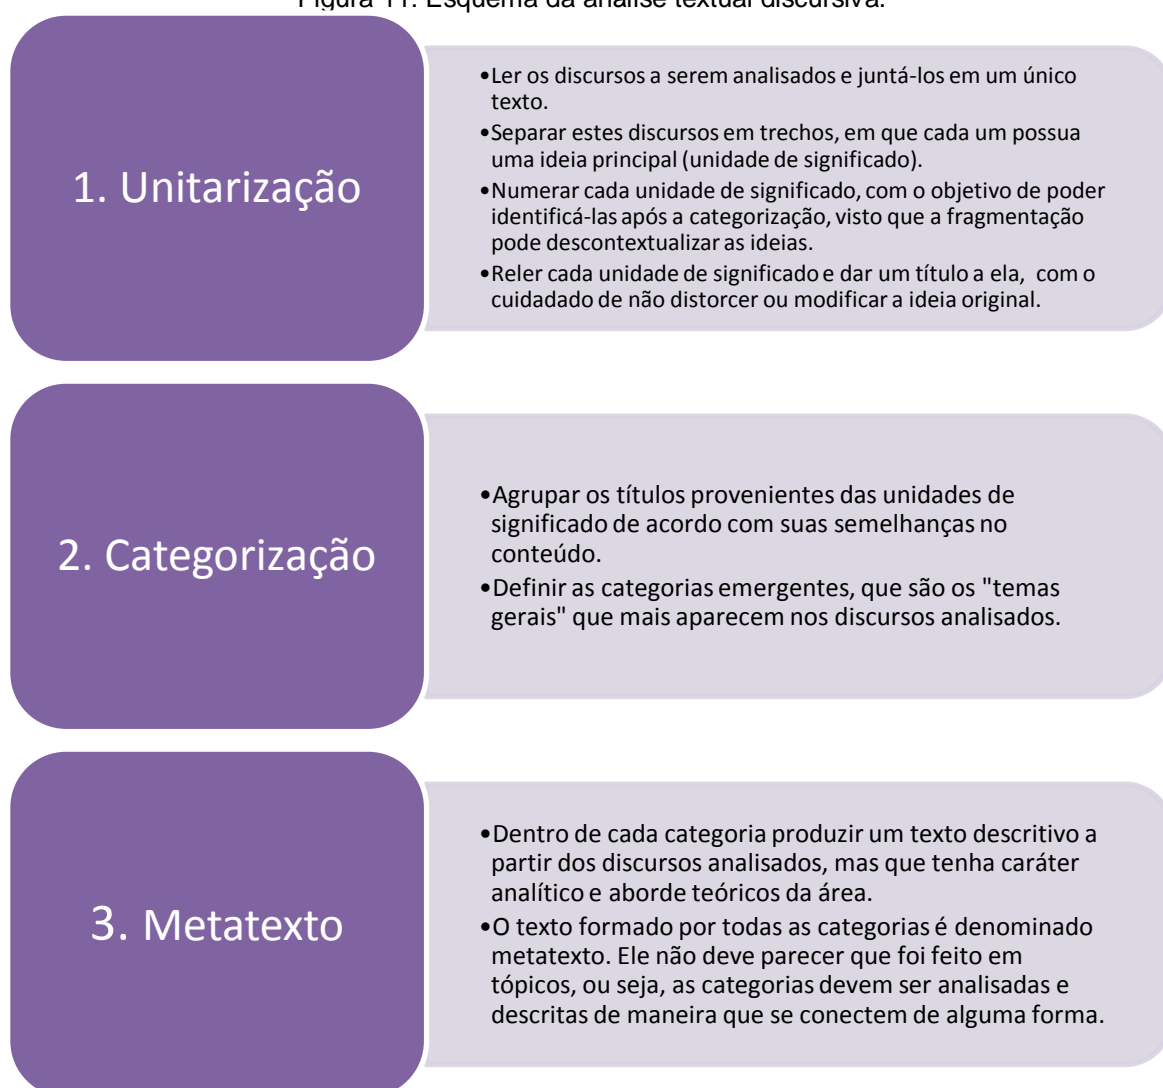 Figura 11: Esquema da análise textual discursiva.
1. Unitarização
•Ler os discursos a serem analisados e juntá-los em um único
texto.
•Separar estes discursos em trechos, em que cada um possua
uma ideia principal (unidade de significado).
•Numerar cada unidade de significado, com o objetivo de poder
identificá-las após a categorização, visto que a fragmentação
pode descontextualizar as ideias.
•Reler cada unidade de significado e dar um título a ela, com o
cuidadado de não distorcer ou modificar a ideia original.
2. Categorização
•Agrupar os títulos provenientes das unidades de
significado de acordo com suas semelhanças no
conteúdo.
•Definir as categorias emergentes, que são os "temas
gerais" que mais aparecem nos discursos analisados.
3. Metatexto
•Dentro de cada categoria produzir um texto descritivo a
partir dos discursos analisados, mas que tenha caráter
analítico e aborde teóricos da área.
•O texto formado por todas as categorias é denominado
metatexto. Ele não deve parecer que foi feito em
tópicos, ou seja, as categorias devem ser analisadas e
descritas de maneira que se conectem de alguma forma.